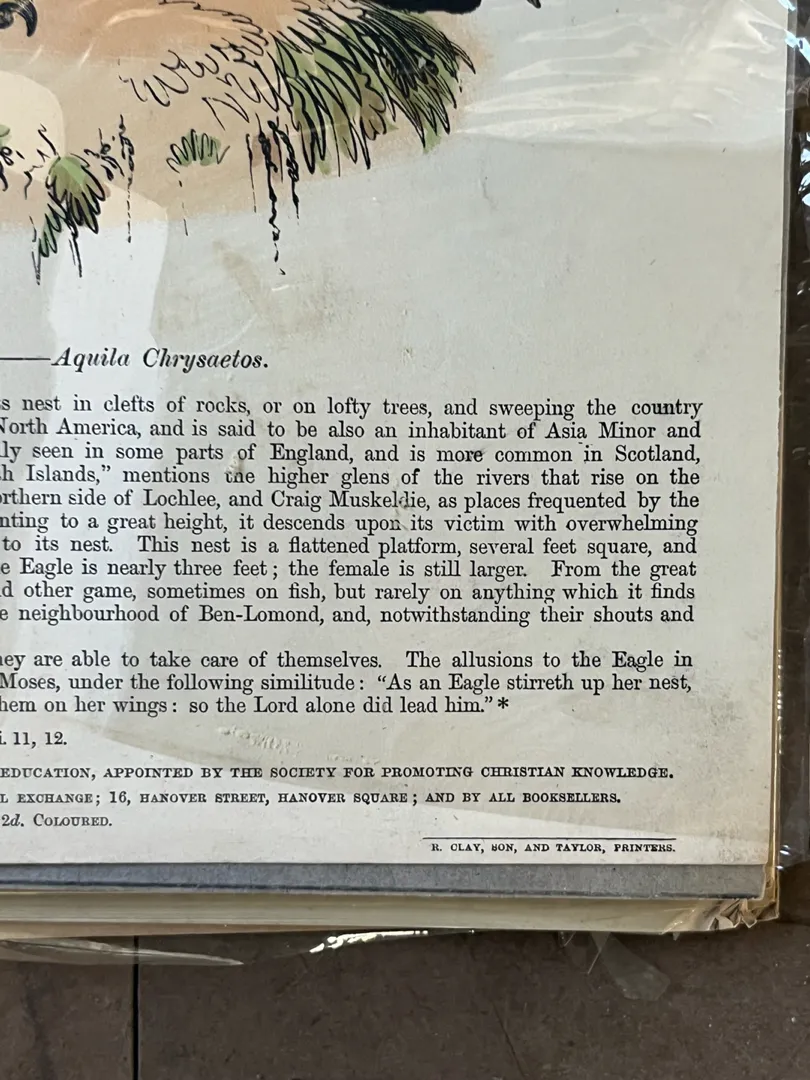 —Aquila Chrysaetos.
s nest in clefts of rocks, or on lofty trees, and sweeping the country
North America, and is said to be also an inhabitant of Asia Minor and
lly seen in some parts of England, and is more common in Scotland,
h Islands,” mentions the higher glens of the rivers that rise on the
rthern side of Lochlee, and Craig Muskeldie, as places frequented by the
nting to a great height, it descends upon its victim with overwhelming
to its nest. This nest is a flattened platform, several feet square, and
e Eagle is nearly three feet; the female is still larger. From the great
d other game, sometimes on fish, but rarely on anything which it finds
e neighbourhood of Ben-Lomond, and, notwithstanding their shouts and
hey are able to take care of themselves. The allusions to the Eagle in
Moses, under the following similitude: “As an Eagle stirreth up her nest,
hem on her wings: so the Lord alone did lead him.”*
i. 11, 12.
EDUCATION, APPOINTED BY THE SOCIETY FOR PROMOTING CHRISTIAN KNOWLEDGE.
L EXCHANGE; 16, HANOVER STREET, HANOVER SQUARE; AND BY ALL BOOKSELLERS.
2d. COLOURED.
R. CLAY, SON, AND TAYLOR, PRINTERS.